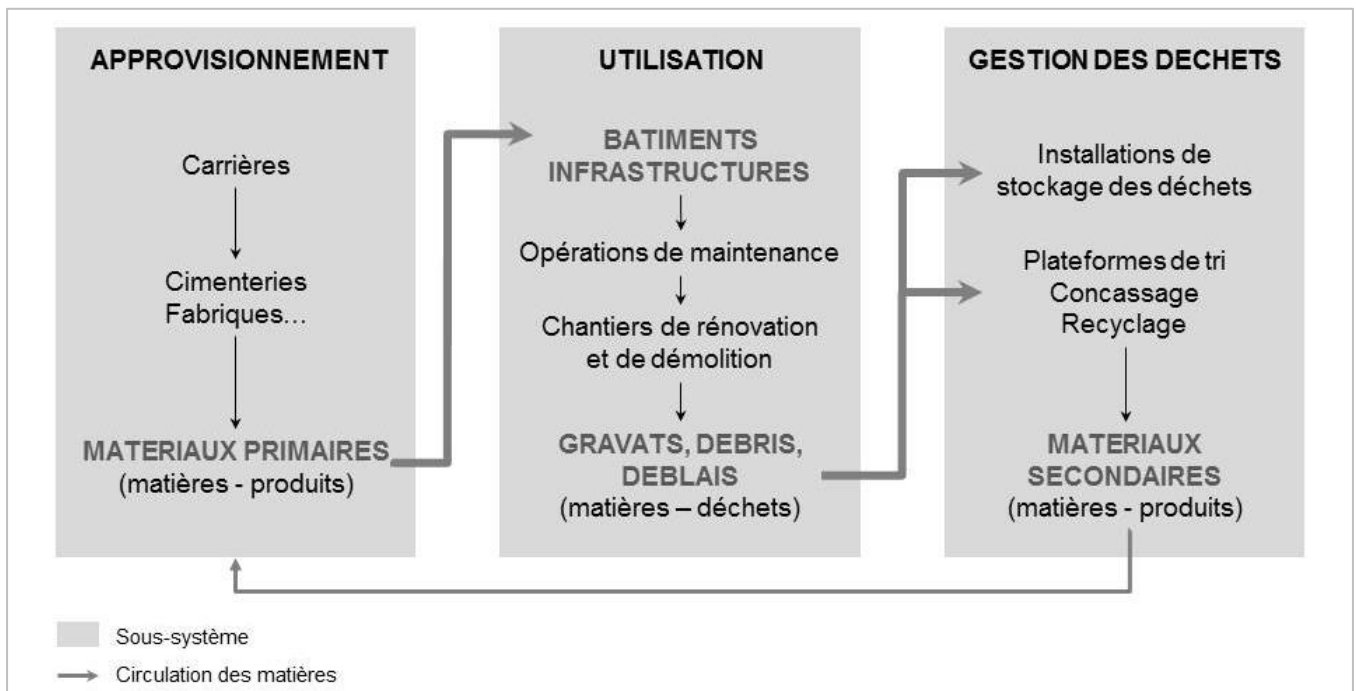 APPROVISIONNEMENT
Carrières
Cimenteries
Fabriques…
MATERIAUX PRIMAIRES
(matières - produits)
UTILISATION
BATIMENTS
INFRASTRUCTURES
Opérations de maintenance
Chantiers de rénovation
et de démolition
GRAVATS, DEBRIS,
DEBLAIS
(matières – déchets)
GESTION DES DECHETS
Installations de
stockage des déchets
Plateformes de tri
Concassage
Recyclage
MATERIAUX
SECONDAIRES
(matières - produits)
Sous-système
Circulation des matières